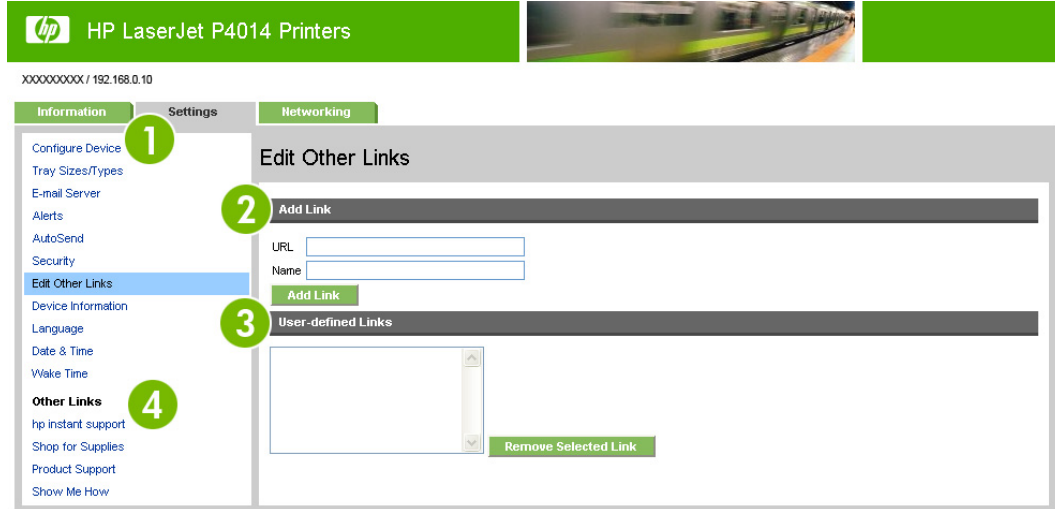 hp HP LaserJet P4014 Printers
XXXXXXXXX / 192.168.0.10
Information Settings Networking
1
Configure Device
Tray Sizes/Types
E-mail Server
Alerts
AutoSend
Security
Edit Other Links
Device Information
Language
Date & Time
Wake Time
Other Links
4
hp instant support
Shop for Supplies
Product Support
Show Me How
Edit Other Links
2 Add Link
URL
Name
Add Link
3 User-defined Links
Remove Selected Link